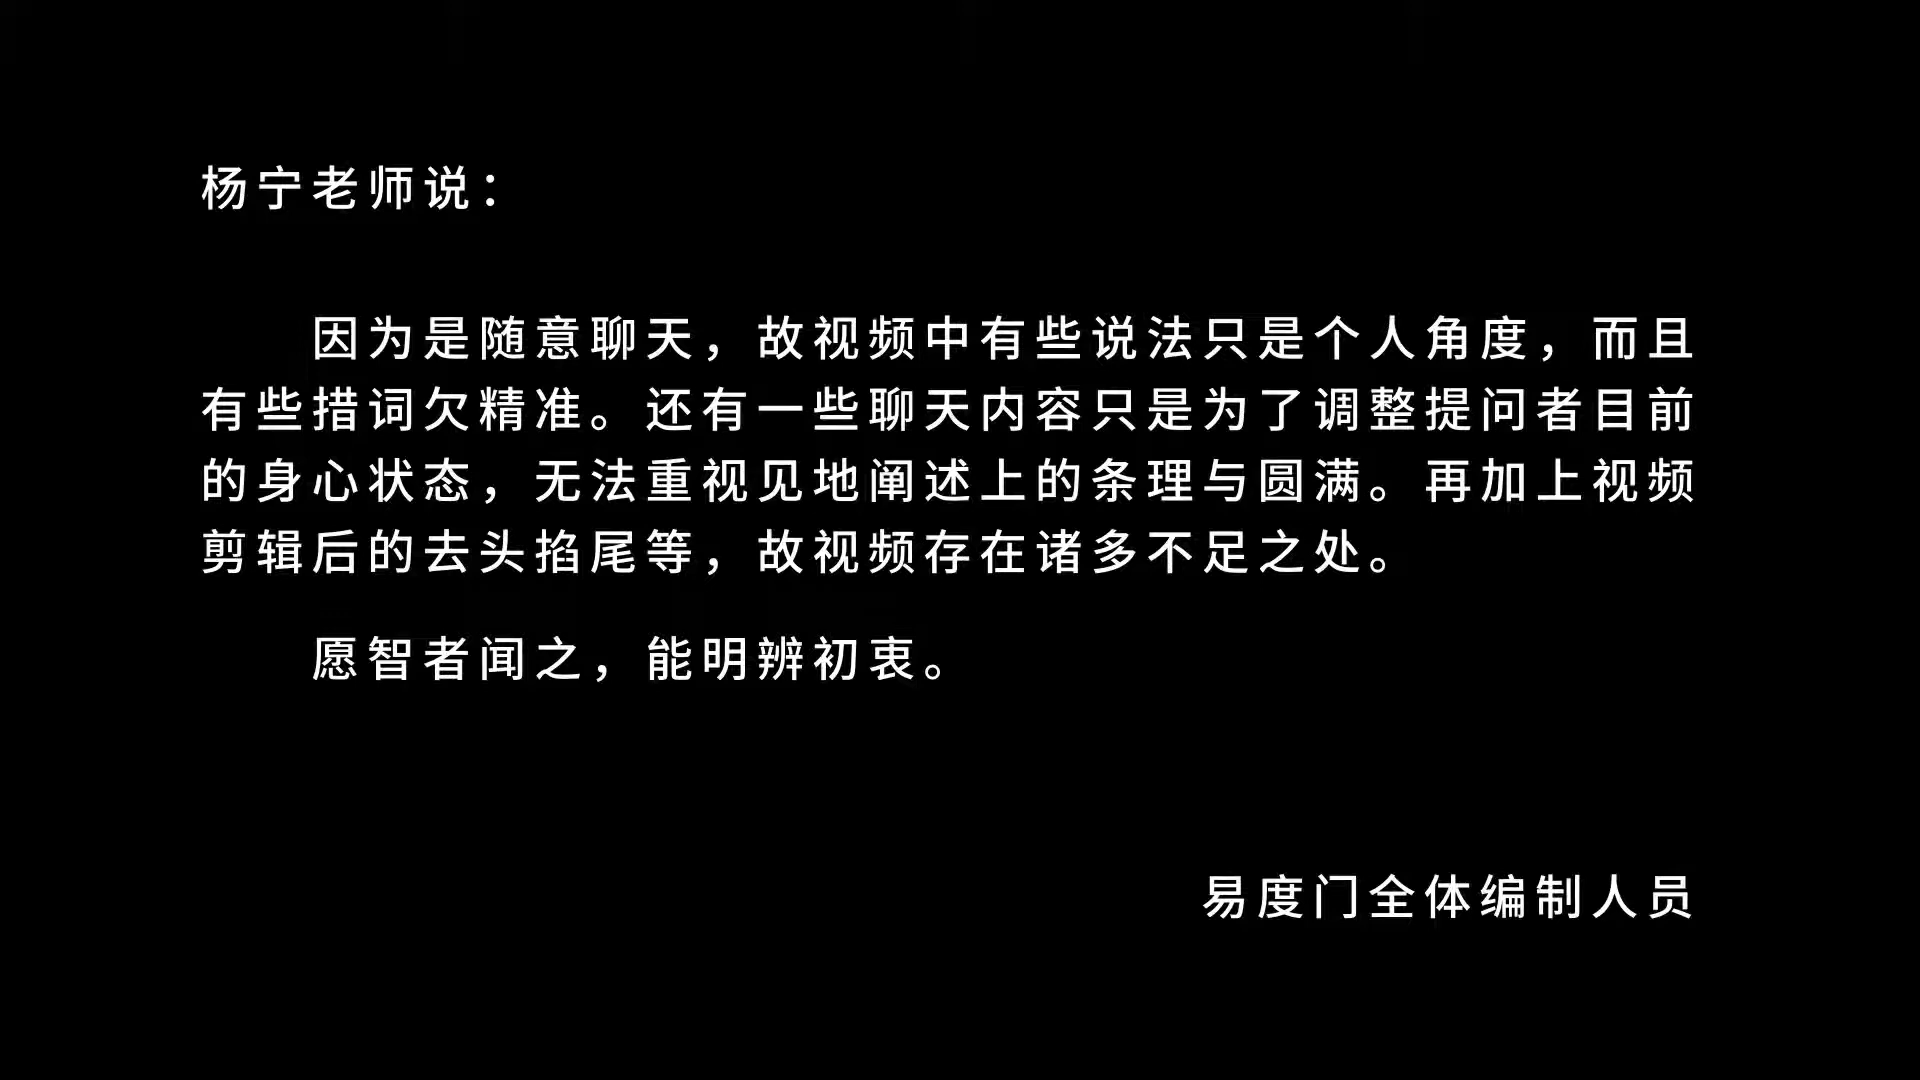 杨宁老师说：
因为是随意聊天，故视频中有些说法只是个人角度，而且
有些措词欠精准。还有一些聊天内容只是为了调整提问者目前
的身心状态，无法重视见地阐述上的条理与圆满。再加上视频
剪辑后的去头掐尾等，故视频存在诸多不足之处。
愿智者闻之，能明辨初衷。
易度门全体编制人员